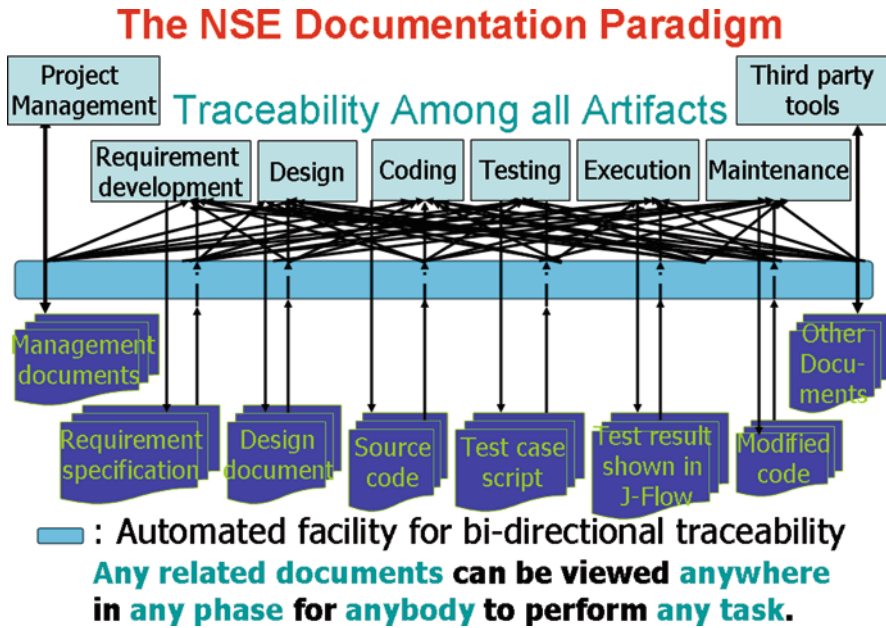 The NSE Documentation Paradigm
Project
Management
Third party
tools
Traceability Among all Artifacts
Requirement
development
Design
Coding
Testing
Execution
Maintenance
Management
documents
Other
Docu-
ments
Requirement
specification
Design
document
Source
code
Test case
script
Test result
shown in
J-Flow
Modified
code
: Automated facility for bi-directional traceability
Any related documents can be viewed anywhere
in any phase for anybody to perform any task.